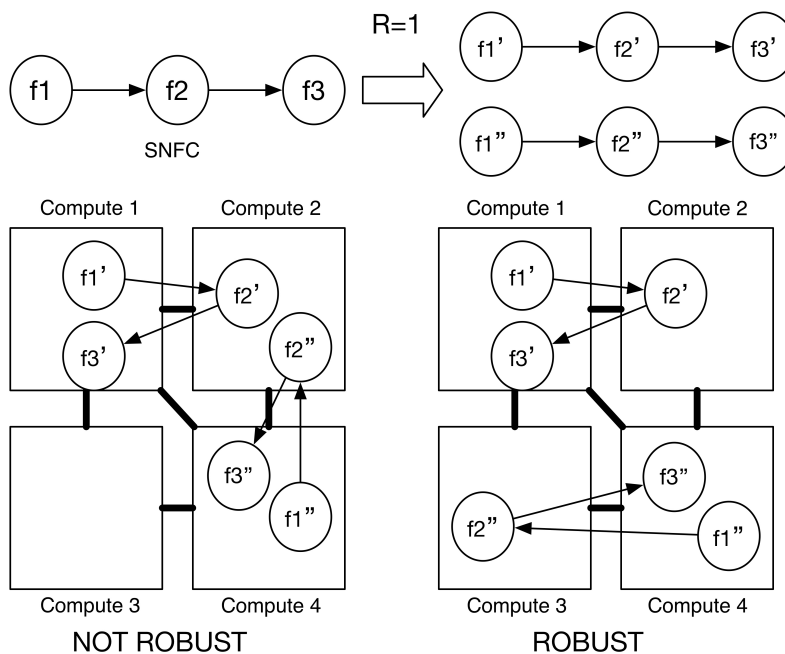 R=1
f1 f2 f3
SNFC
f1’ f2’ f3’
f1” f2” f3”
Compute 1 Compute 2
f1’
f2'
f3’
f2”
f3”
f1”
Compute 3 Compute 4
NOT ROBUST
Compute 1 Compute 2
f1’
f2’
f3’
f3”
f2”
f1”
Compute 3 Compute 4
ROBUST